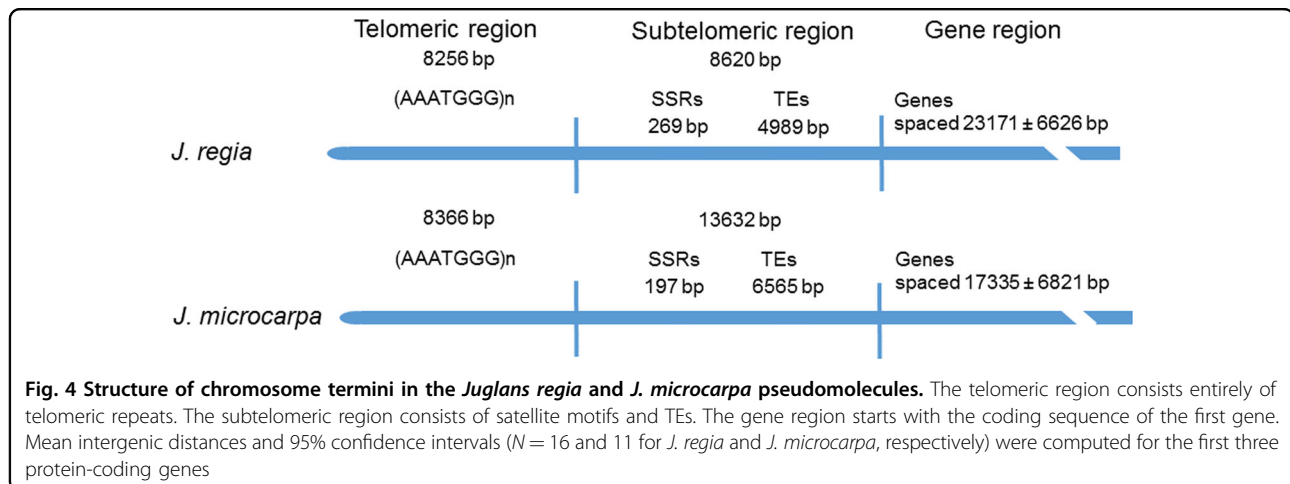 Telomeric region Subtelomeric region Gene region
8256 bp 8620 bp
(AAATGGG)n SSRs TEs Genes
269 bp 4989 bp spaced 23171 ± 6626 bp
J. regia
8366 bp 13632 bp
(AAATGGG)n SSRs TEs Genes
197 bp 6565 bp spaced 17335 ± 6821 bp
J. microcarpa
Fig. 4 Structure of chromosome termini in the Juglans regia and J. microcarpa pseudomolecules. The telomeric region consists entirely of
telomeric repeats. The subtelomeric region consists of satellite motifs and TEs. The gene region starts with the coding sequence of the first gene.
Mean intergenic distances and 95% confidence intervals (N = 16 and 11 for J. regia and J. microcarpa, respectively) were computed for the first three
protein-coding genes